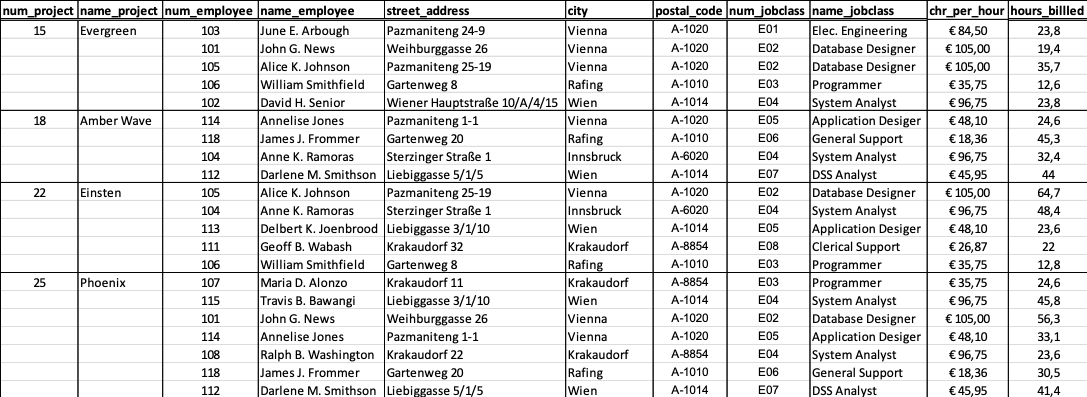 num_project name_project num_employee name_employee street_address city postal_code num_jobclass name_jobclass chr_per_hour hours_billled
15 Evergreen 103 June E. Arbough Pazmaniteng 24-9 Vienna A-1020 E01 Elec. Engineering € 84,50 23,8
101 John G. News Weihburggasse 26 Vienna A-1020 E02 Database Designer € 105,00 19,4
105 Alice K. Johnson Pazmaniteng 25-19 Vienna A-1020 E02 Database Designer € 105,00 35,7
106 William Smithfield Gartenweg 8 Rafing A-1010 E03 Programmer € 35,75 12,6
102 David H. Senior Wiener Hauptstraße 10/A/4/15 Wien A-1014 E04 System Analyst € 96,75 23,8
18 Amber Wave 114 Annelise Jones Pazmaniteng 1-1 Vienna A-1020 E05 Application Desiger € 48,10 24,6
118 James J. Frommer Gartenweg 20 Rafing A-1010 E06 General Support € 18,36 45,3
104 Anne K. Ramoras Sterzinger Straße 1 Innsbruck A-6020 E04 System Analyst € 96,75 32,4
112 Darlene M. Smithson Liebiggasse 5/1/5 Wien A-1014 E07 DSS Analyst € 45,95 44
22 Einsten 105 Alice K. Johnson Pazmaniteng 25-19 Vienna A-1020 E02 Database Designer € 105,00 64,7
104 Anne K. Ramoras Sterzinger Straße 1 Innsbruck A-6020 E04 System Analyst € 96,75 48,4
113 Delbert K. Joenbrood Liebiggasse 3/1/10 Wien A-1014 E05 Application Desiger € 48,10 23,6
111 Geoff B. Wabash Krakaudorf 32 Krakaudorf A-8854 E08 Clerical Support € 26,87 22
106 William Smithfield Gartenweg 8 Rafing A-1010 E03 Programmer € 35,75 12,8
25 Phoenix 107 Maria D. Alonzo Krakaudorf 11 Krakaudorf A-8854 E03 Programmer € 35,75 24,6
115 Travis B. Bawangi Liebiggasse 3/1/10 Wien A-1014 E04 System Analyst € 96,75 45,8
101 John G. News Weihburggasse 26 Vienna A-1020 E02 Database Designer € 105,00 56,3
114 Annelise Jones Pazmaniteng 1-1 Vienna A-1020 E05 Application Desiger € 48,10 33,1
108 Ralph B. Washington Krakaudorf 22 Krakaudorf A-8854 E04 System Analyst € 96,75 23,6
118 James J. Frommer Gartenweg 20 Rafing A-1010 E06 General Support € 18,36 30,5
112 Darlene M. Smithson Liebiggasse 5/1/5 Wien A-1014 E07 DSS Analyst € 45,95 41,4